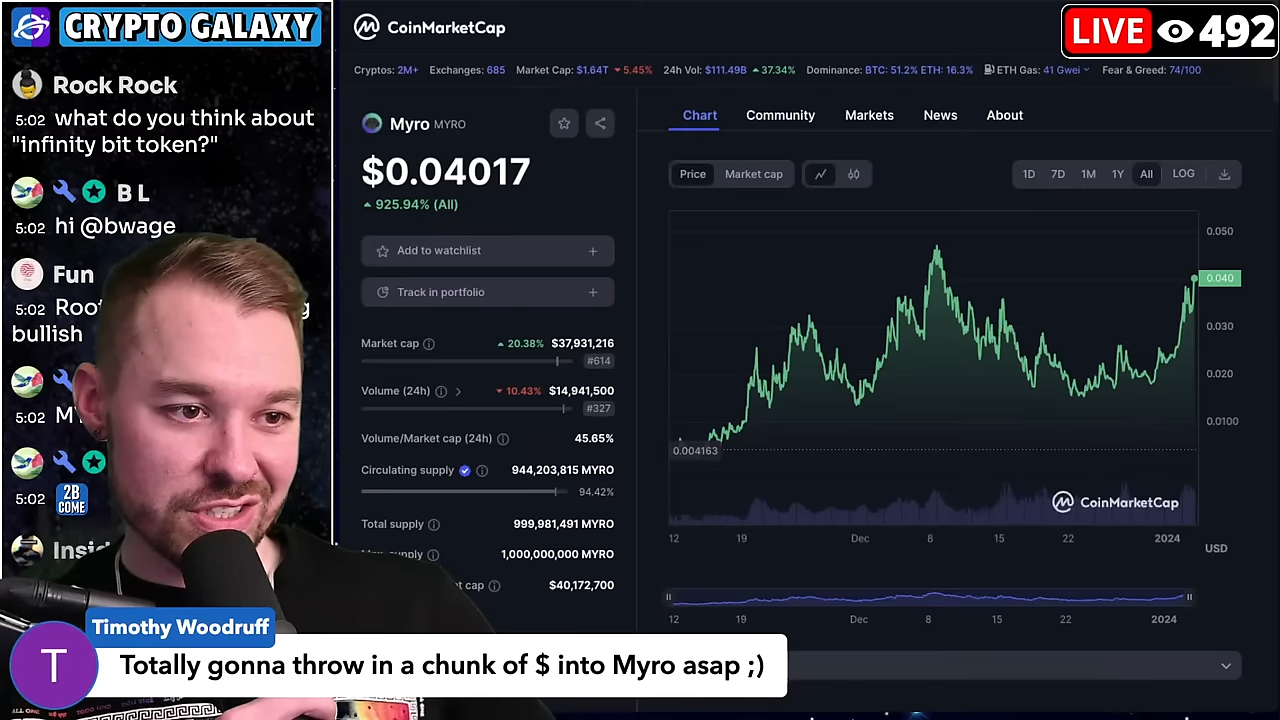 CRYPTO GALAXY
Rock Rock
5:02 what do you think about
"infinity bit token?"
B L
5:02 hi @bwage
Fun
5:02
bullish
5:02
5:02 2B
COME
CoinMarketCap
LIVE 492
Cryptos: 2M+ Exchanges: 685 Market Cap: $1.64T 5.45% 24h Vol: $111.49B 37.34% Dominance: BTC: 51.2% ETH: 16.3% ETH Gas: 41 Gwei Fear & Greed: 74/100
Myro MYRO
$0.04017
925.94% (All)
Add to watchlist +
Track in portfolio +
Market cap 20.38% $37,931,216
#614
Volume (24h) > 10.43% $14,941,500
#327
Volume/Market cap (24h) 45.65%
Circulating supply 944,203,815 MYRO
94.42%
Total supply 999,981,491 MYRO
supply 1,000,000,000 MYRO
cap $40,172,700
Chart Community Markets News About
Price Market cap 1D 7D 1M 1Y All LOG
0.050
0.040
0.030
0.020
0.0100
0.004163
CoinMarketCap
12 19 Dec 8 15 22 2024
USD
12 19 Dec 8 15 22 2024
Timothy Woodruff
T Totally gonna throw in a chunk of $ into Myro asap ;)